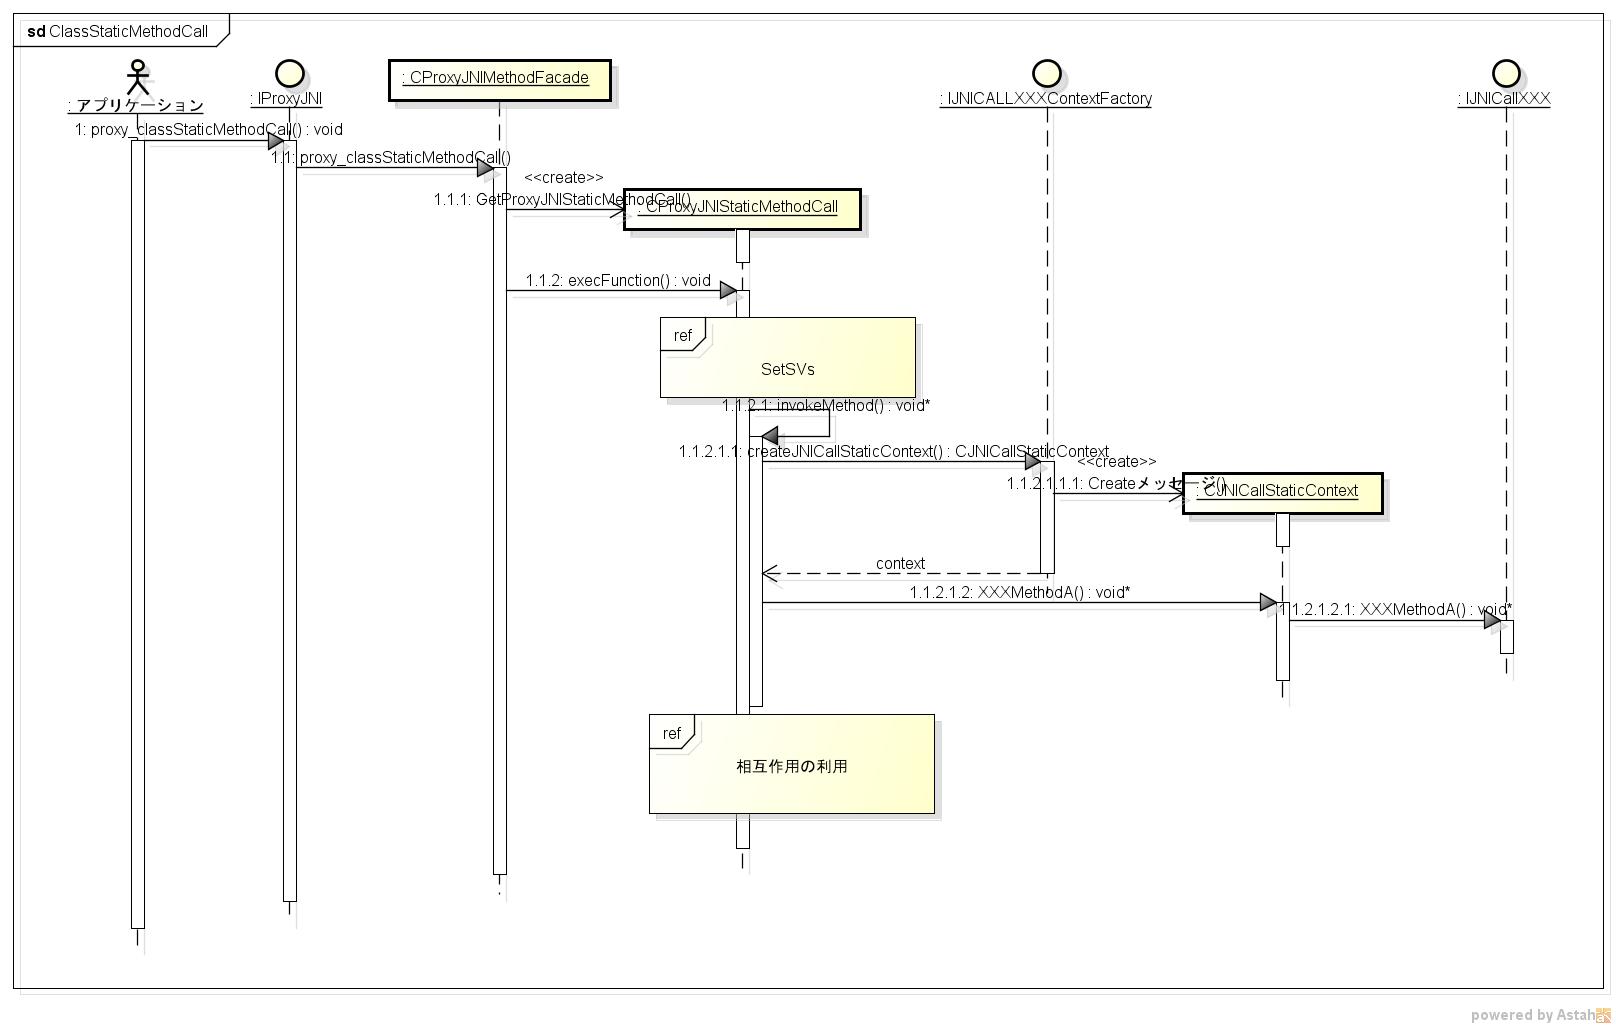 sd ClassStaticMethodCall
: アプリケーション
: IProxyJNI
: CProxyJNIMethodFacade
: IJNICALLXXXContextFactory
: IJNICallXXX
1: proxy_classStaticMethodCall() : void
1.1: proxy_classStaticMethodCall()
<<create>>
1.1.1: GetProxyJNIStaticMethodCall()
: CProxyJNIStaticMethodCall
1.1.2: execFunction() : void
ref
SetSVs
1.1.2.1: invokeMethod() : void*
1.1.2.1.1: createJNICallStaticContext() : CJNICallStaticContext
<<create>>
1.1.2.1.1.1: Createメッセージ()
: CJNICallStaticContext
context
1.1.2.1.2: XXXMethodA() : void*
1.1.2.1.2.1: XXXMethodA() : void*
ref
相互作用の利用
powered by Astah